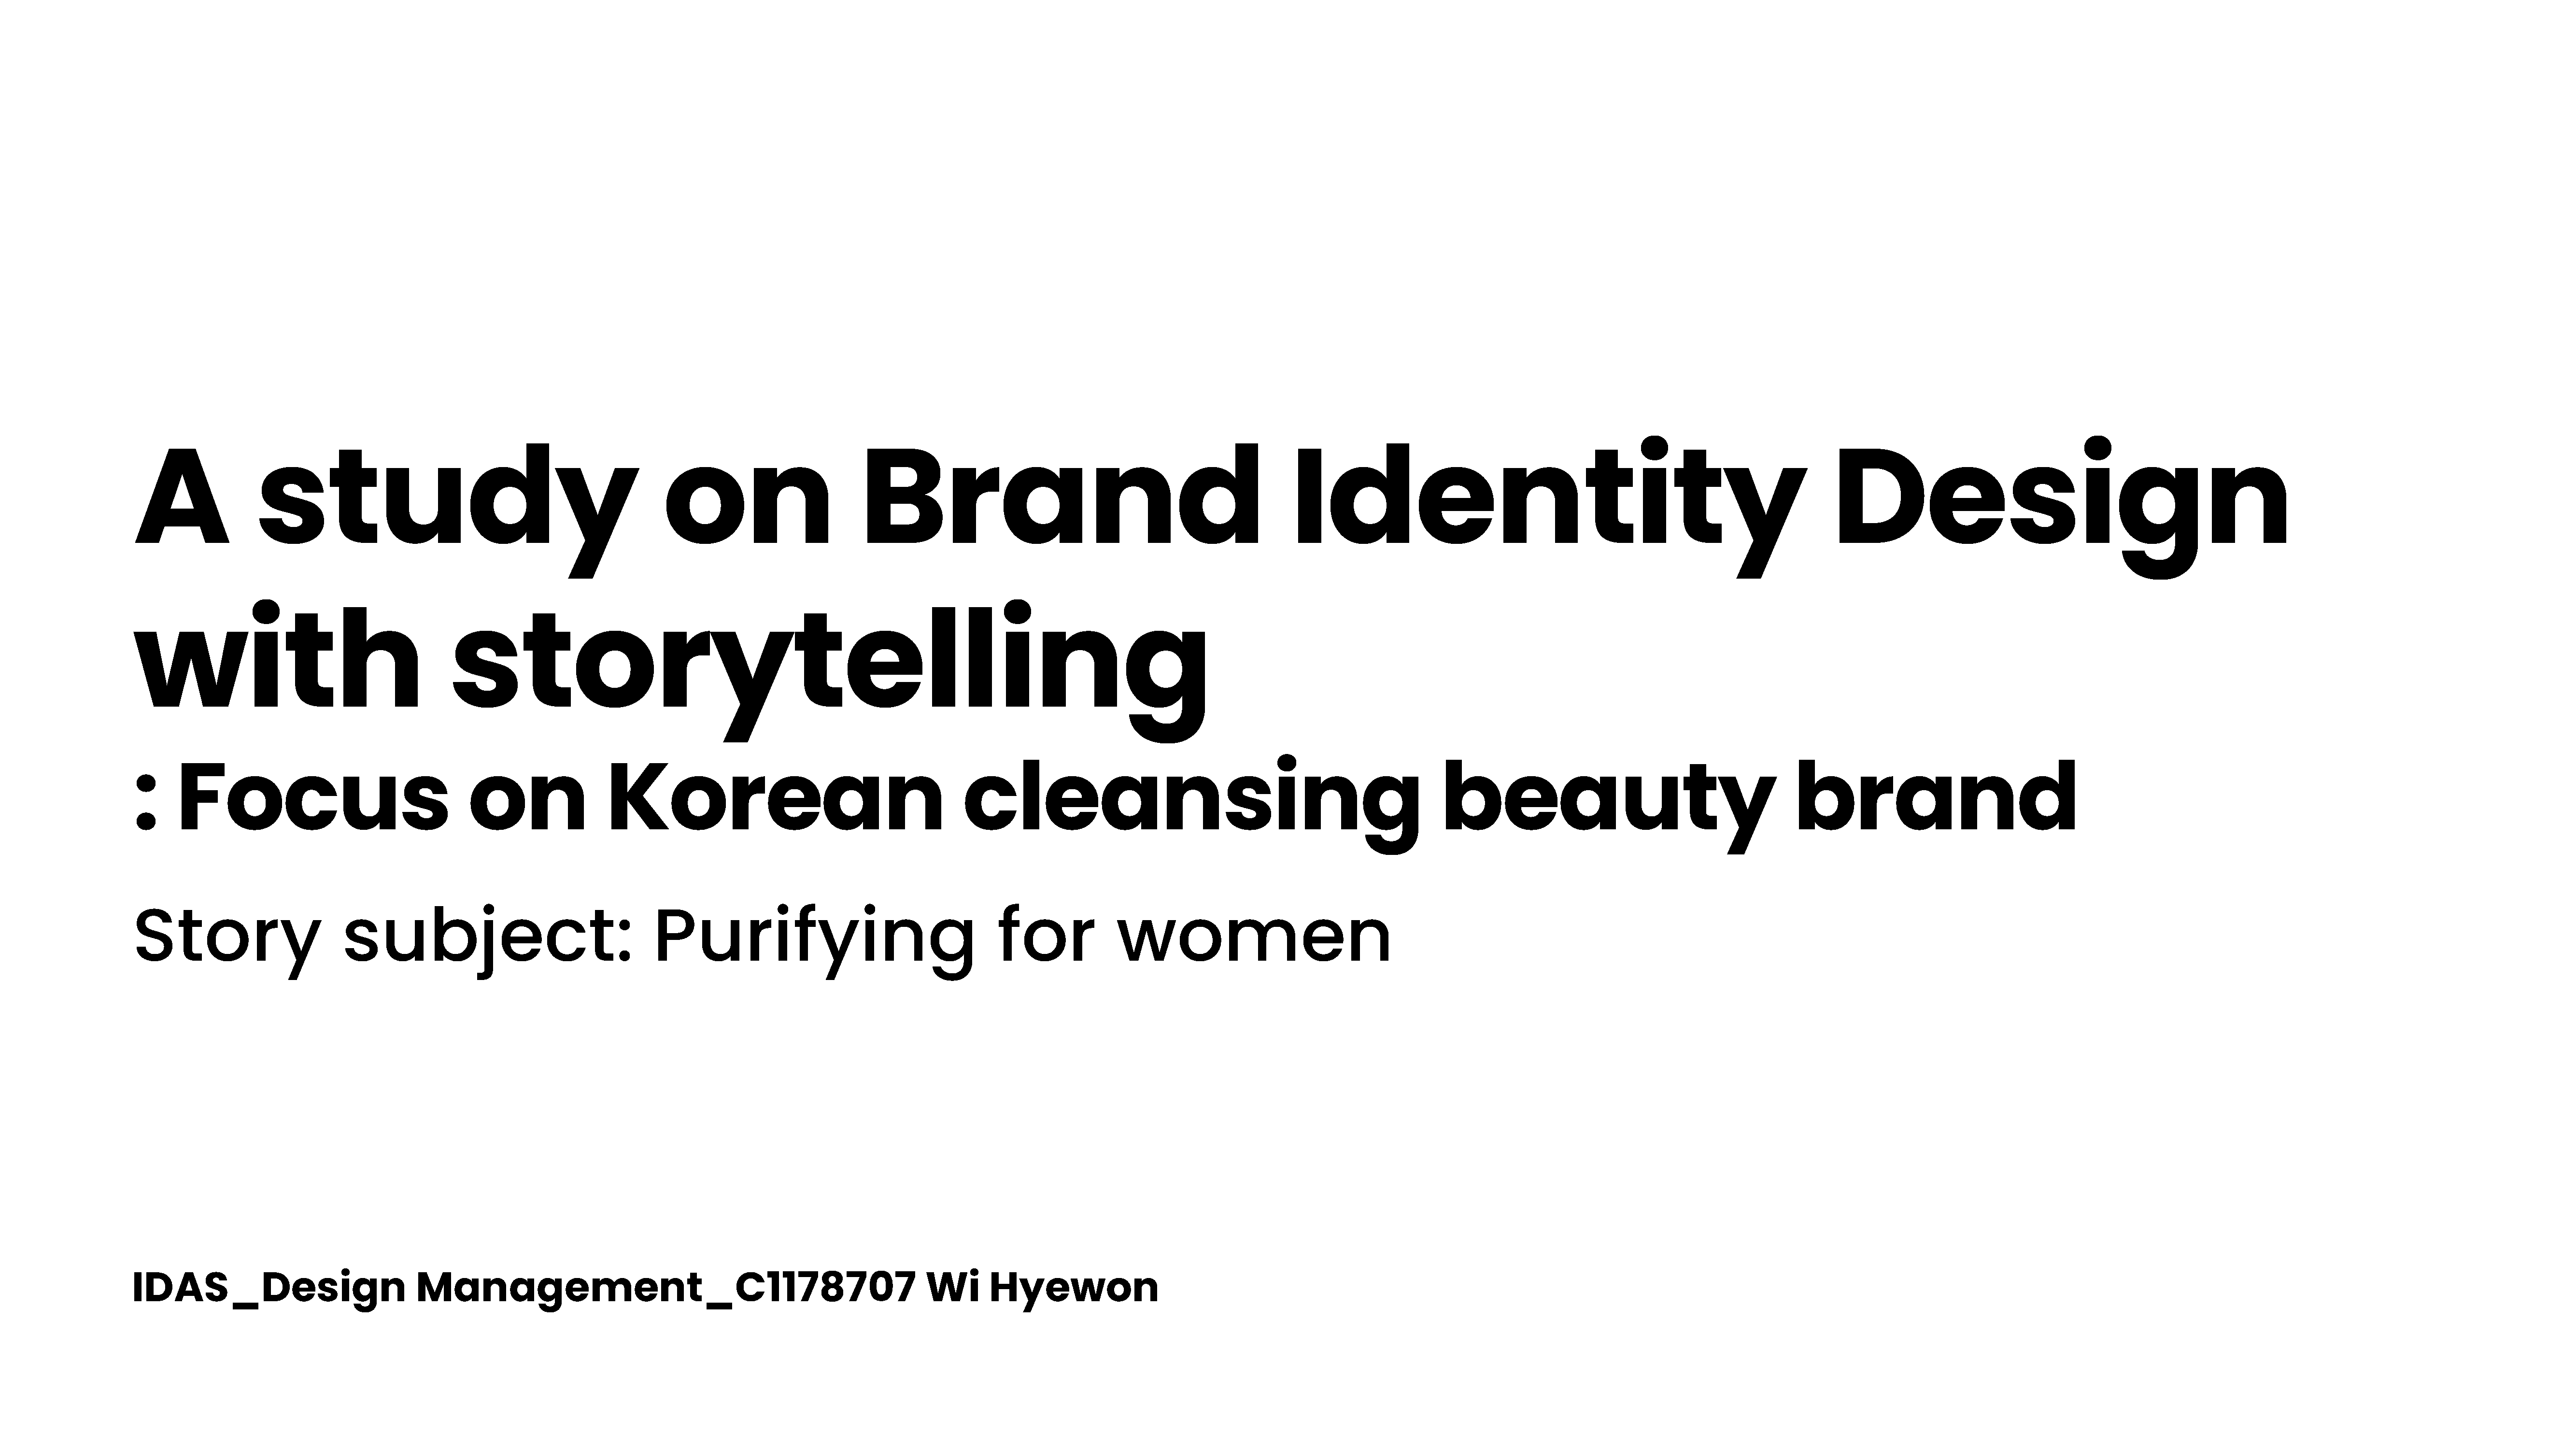 A study on Brand Identity Design
with storytelling
: Focus on Korean cleansing beauty brand
Story subject: Purifying for women
IDAS_Design Management_C1178707 Wi Hyewon